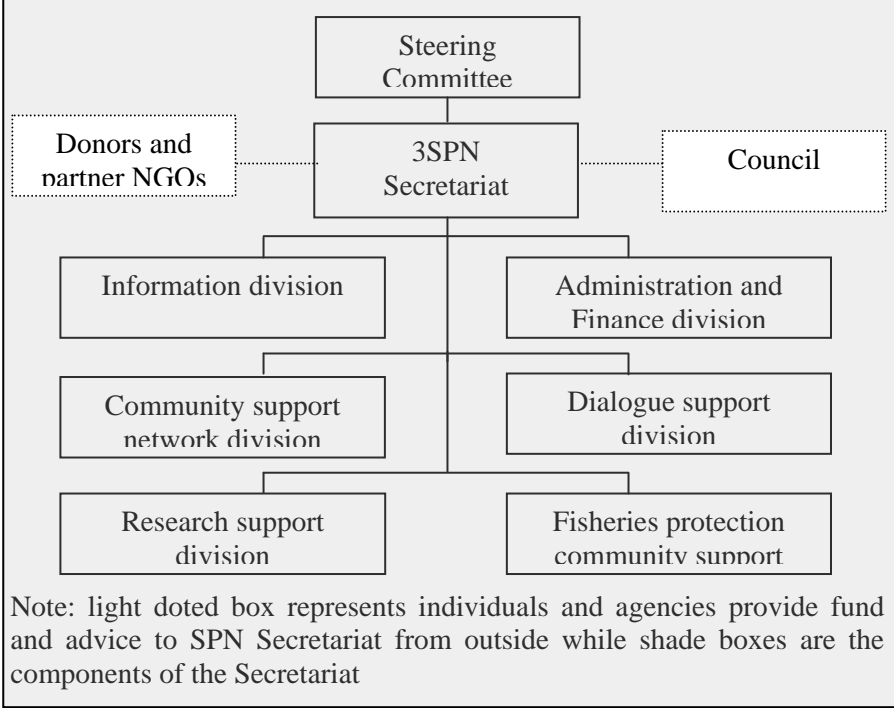 Steering
Committee
Donors and
partner NGOs
3SPN
Secretariat
Council
Information division
Administration and
Finance division
Community support
network division
Dialogue support
division
Research support
division
Fisheries protection
community support
Note: light doted box represents individuals and agencies provide fund
and advice to SPN Secretariat from outside while shade boxes are the
components of the Secretariat